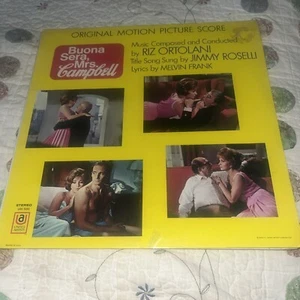 ORIGINAL MOTION PICTURE SCORE
Buona
Sera,
Mrs.
Campbell
Music Composed and Conducted
by RIZ ORTOLANI
Title Song Sung by JIMMY ROSELLI
Lyrics by MELVIN FRANK
STEREO